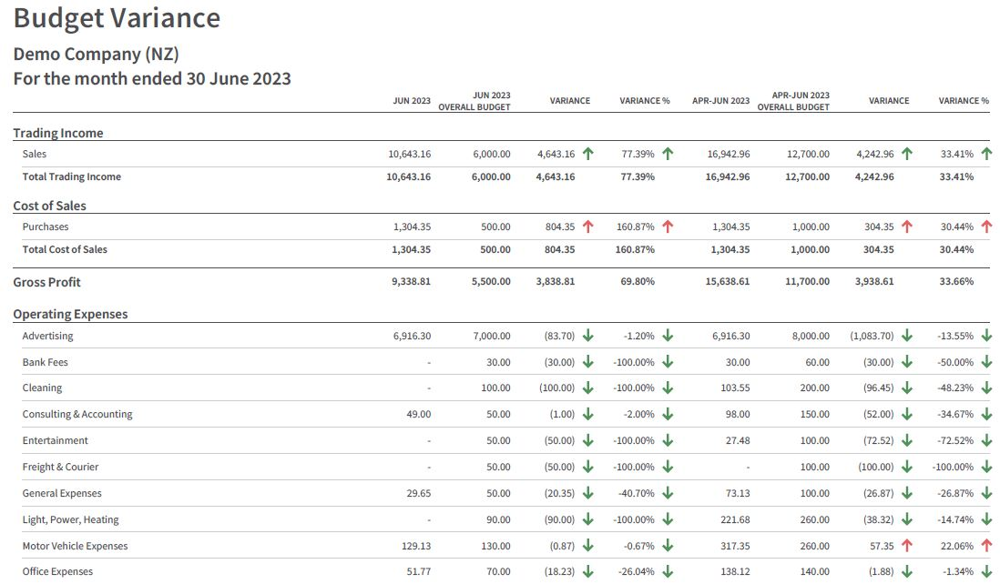 Budget Variance
Demo Company (NZ)
For the month ended 30 June 2023
JUN 2023 JUN 2023 OVERALL BUDGET VARIANCE VARIANCE % APR-JUN 2023 APR-JUN 2023 OVERALL BUDGET VARIANCE VARIANCE %
Trading Income
Sales 10,643.16 6,000.00 4,643.16 77.39% 16,942.96 12,700.00 4,242.96 33.41%
Total Trading Income 10,643.16 6,000.00 4,643.16 77.39% 16,942.96 12,700.00 4,242.96 33.41%
Cost of Sales
Purchases 1,304.35 500.00 804.35 160.87% 1,304.35 1,000.00 304.35 30.44%
Total Cost of Sales 1,304.35 500.00 804.35 160.87% 1,304.35 1,000.00 304.35 30.44%
Gross Profit 9,338.81 5,500.00 3,838.81 69.80% 15,638.61 11,700.00 3,938.61 33.66%
Operating Expenses
Advertising 6,916.30 7,000.00 (83.70) -1.20% 6,916.30 8,000.00 (1,083.70) -13.55%
Bank Fees - 30.00 (30.00) -100.00% 30.00 60.00 (30.00) -50.00%
Cleaning - 100.00 (100.00) -100.00% 103.55 200.00 (96.45) -48.23%
Consulting & Accounting 49.00 50.00 (1.00) -2.00% 98.00 150.00 (52.00) -34.67%
Entertainment - 50.00 (50.00) -100.00% 27.48 100.00 (72.52) -72.52%
Freight & Courier - 50.00 (50.00) -100.00% - 100.00 (100.00) -100.00%
General Expenses 29.65 50.00 (20.35) -40.70% 73.13 100.00 (26.87) -26.87%
Light, Power, Heating - 90.00 (90.00) -100.00% 221.68 260.00 (38.32) -14.74%
Motor Vehicle Expenses 129.13 130.00 (0.87) -0.67% 317.35 260.00 57.35 22.06%
Office Expenses 51.77 70.00 (18.23) -26.04% 138.12 140.00 (1.88) -1.34%